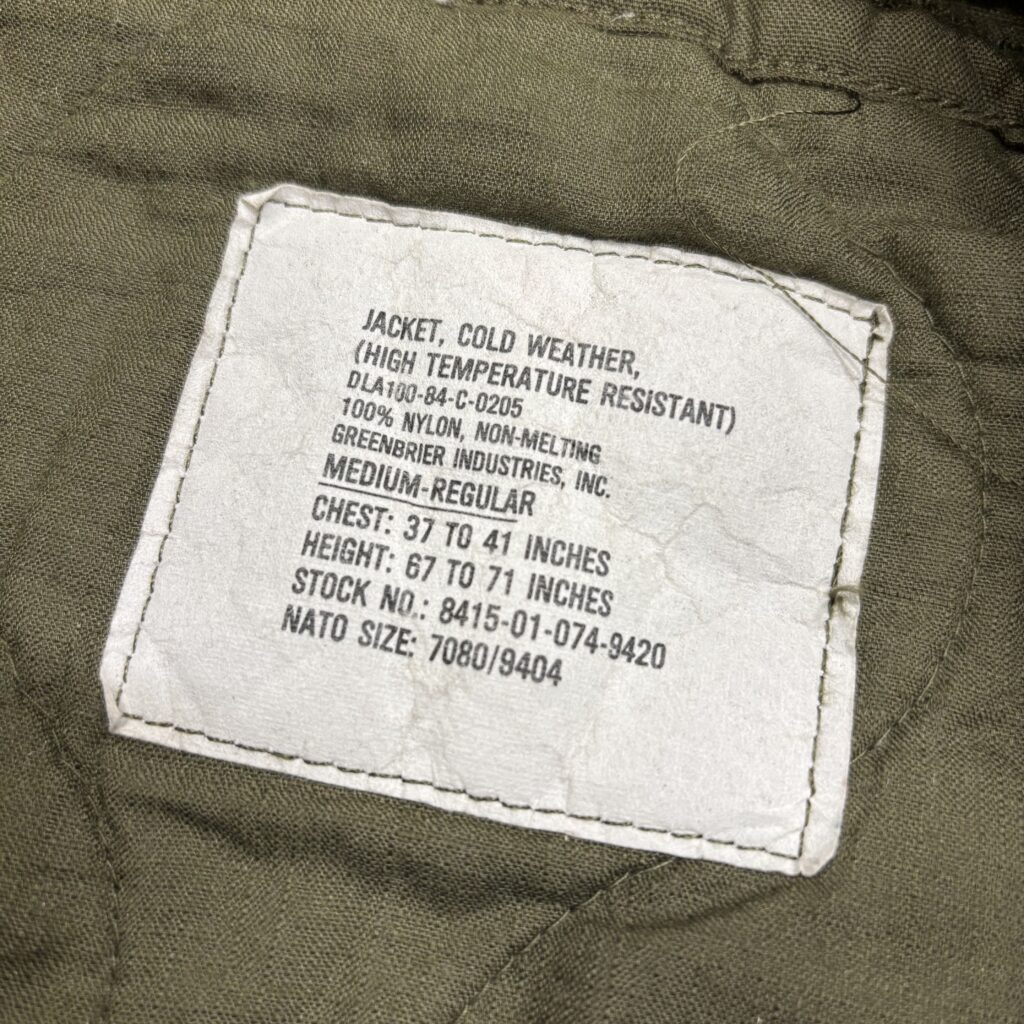 JACKET, COLD WEATHER,
(HIGH TEMPERATURE RESISTANT)
DLA100-84-C-0205
100% NYLON, NON-MELTING
GREENBRIER INDUSTRIES, INC.
MEDIUM-REGULAR
CHEST: 37 TO 41 INCHES
HEIGHT: 67 TO 71 INCHES
STOCK NO.: 8415-01-074-9420
NATO SIZE: 7080/9404